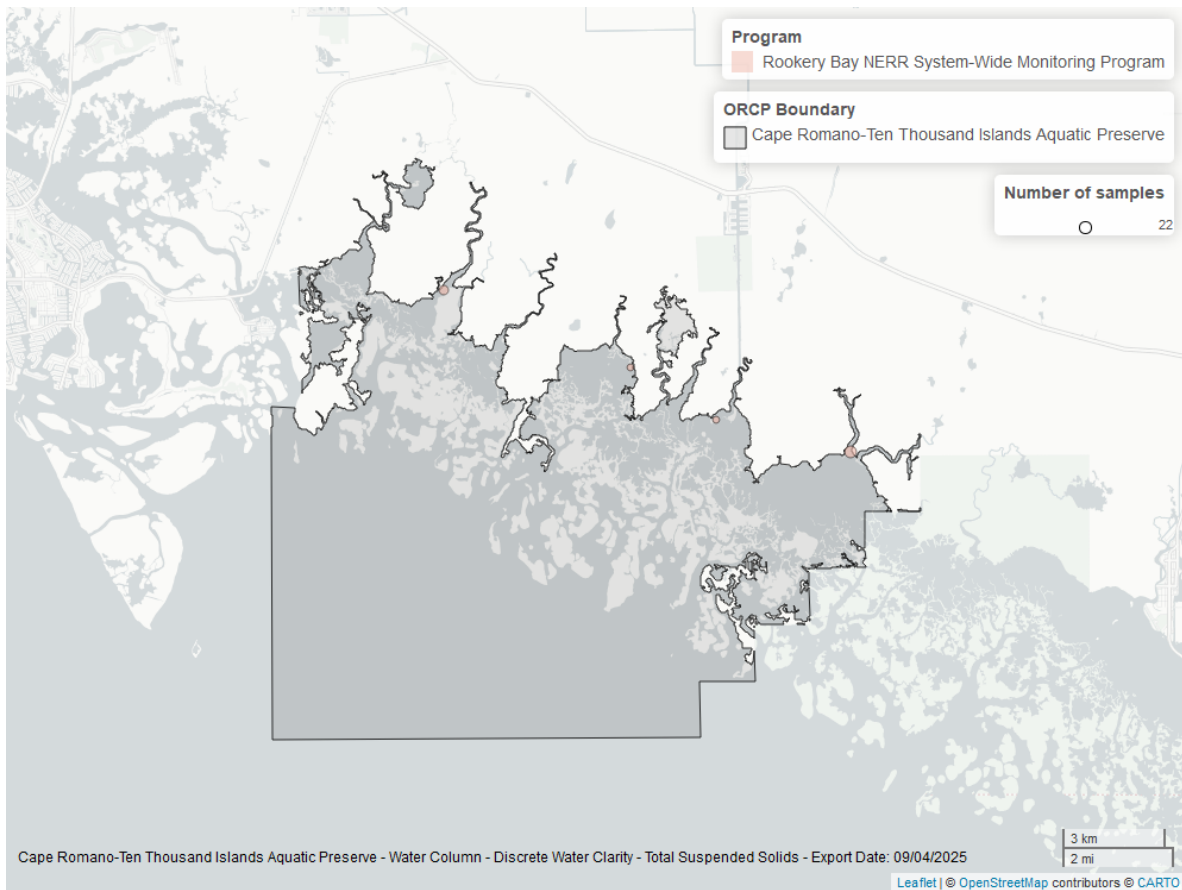 Program
Rookery Bay NERR System-Wide Monitoring Program
ORCP Boundary
Cape Romano-Ten Thousand Islands Aquatic Preserve
Number of samples
22
3 km
2 mi
Cape Romano-Ten Thousand Islands Aquatic Preserve - Water Column - Discrete Water Clarity - Total Suspended Solids - Export Date: 09/04/2025
Leaflet | © OpenStreetMap contributors © CARTO